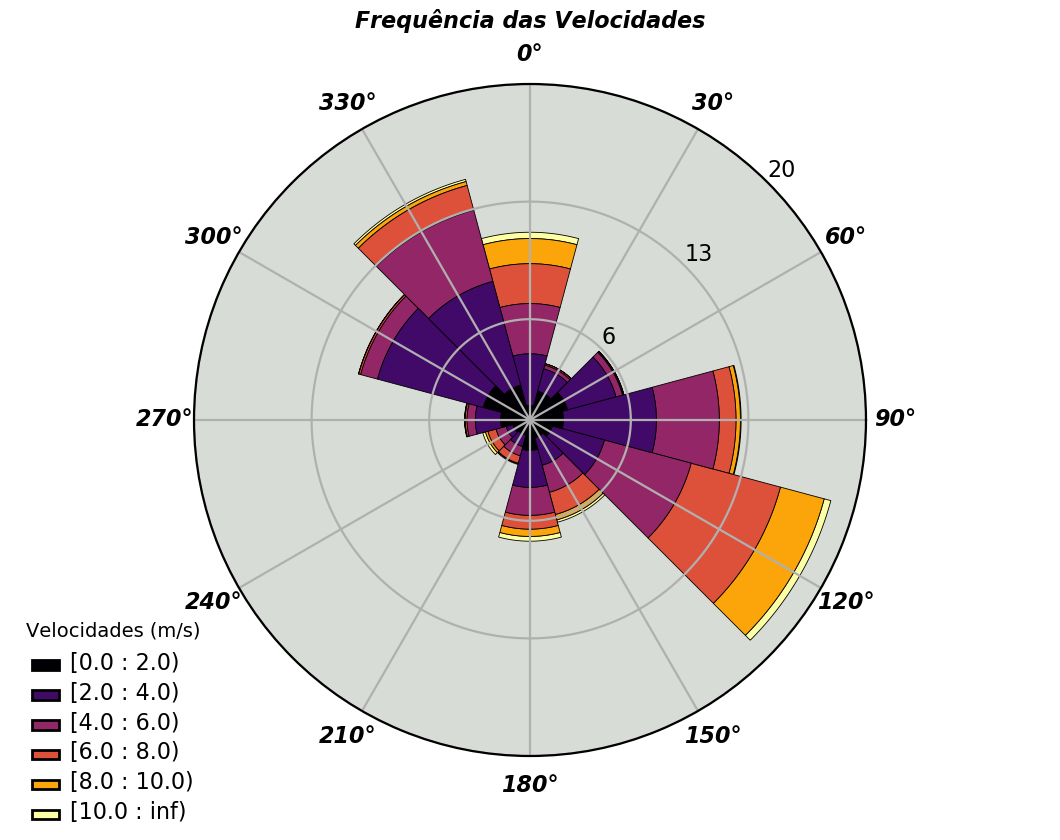 Frequência das Velocidades
0°
330°
30°
20
300°
60°
13
6
270°
90°
240°
120°
210°
150°
180°
Velocidades (m/s)
[0.0 : 2.0)
[2.0 : 4.0)
[4.0 : 6.0)
[6.0 : 8.0)
[8.0 : 10.0)
[10.0 : inf)